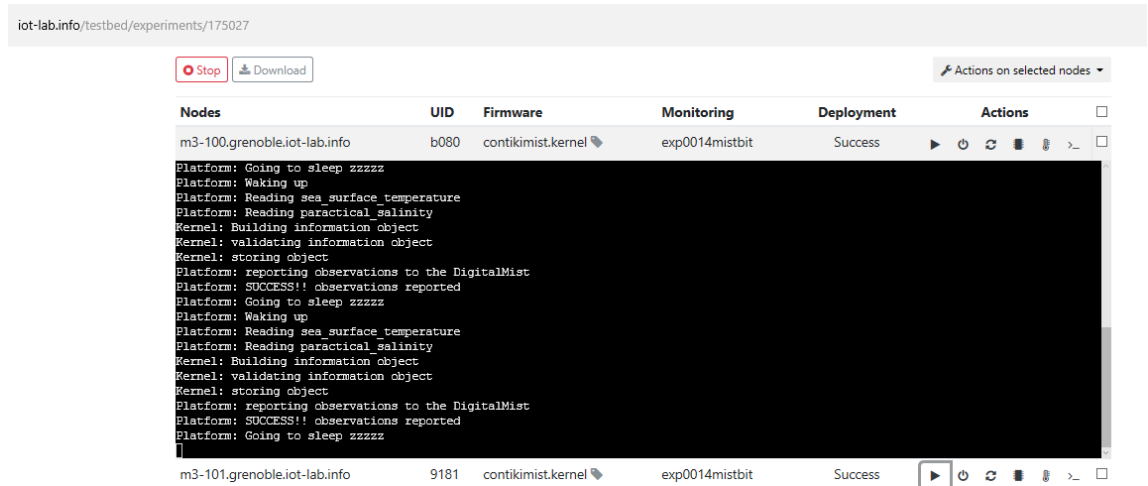 iot-lab.info/testbed/experiments/175027
Stop Download Actions on selected nodes
Nodes UID Firmware Monitoring Deployment Actions
m3-100.grenoble.iot-lab.info b080 contikimist.kernel exp0014mistbit Success
Platform: Going to sleep zzzzz
Platform: Waking up
Platform: Reading sea_surface_temperature
Platform: Reading paractical_salinity
Kernel: Building information object
Kernel: validating information object
Kernel: storing object
Platform: reporting observations to the DigitalMist
Platform: SUCCESS!! observations reported
Platform: Going to sleep zzzzz
Platform: Waking up
Platform: Reading sea_surface_temperature
Platform: Reading paractical_salinity
Kernel: Building information object
Kernel: validating information object
Kernel: storing object
Platform: reporting observations to the DigitalMist
Platform: SUCCESS!! observations reported
Platform: Going to sleep zzzzz
m3-101.grenoble.iot-lab.info 9181 contikimist.kernel exp0014mistbit Success